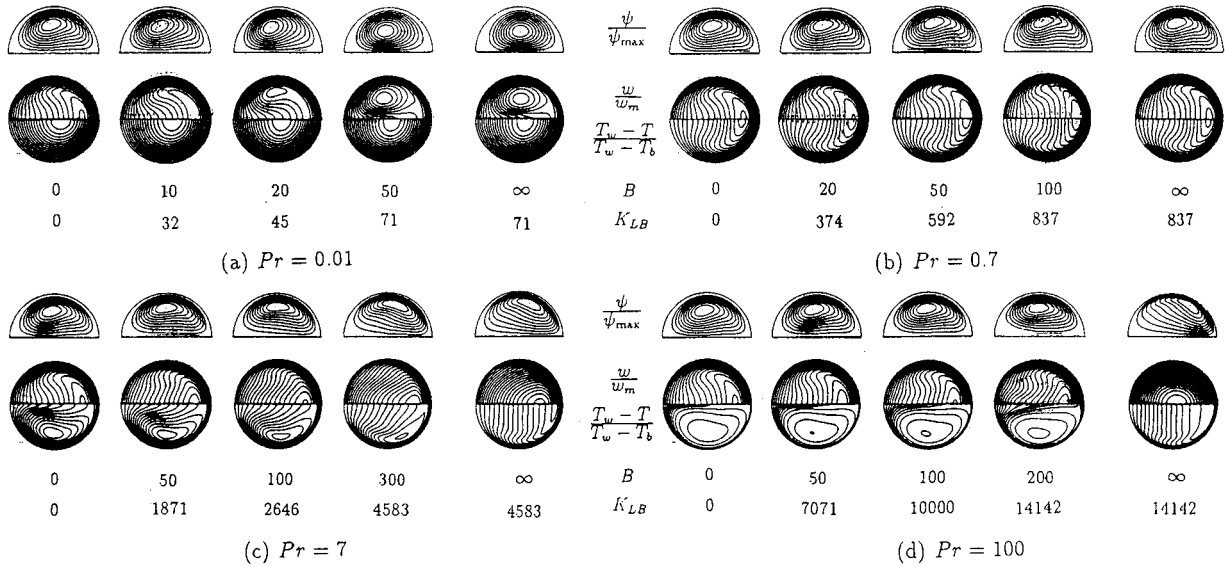 ψ / ψmax
w / wm
Tw − T / Tw − Tb
0 10 20 50 ∞ B 0 20 50 100 ∞
0 32 45 71 71 KLB 0 374 592 837 837
(a) Pr = 0.01 (b) Pr = 0.7
ψ / ψmax
w / wm
Tw − T / Tw − Tb
0 50 100 300 ∞ B 0 50 100 200 ∞
0 1871 2646 4583 4583 KLB 0 7071 10000 14142 14142
(c) Pr = 7 (d) Pr = 100